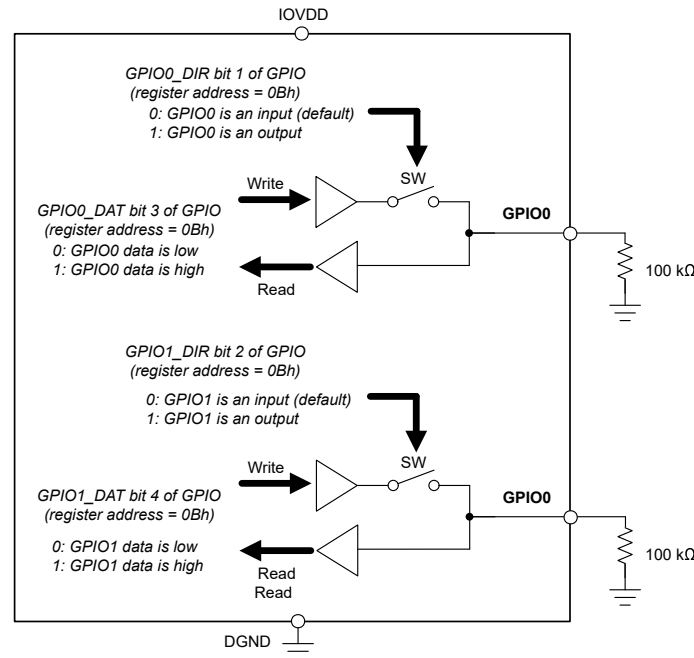 IOVDD
GPIO0_DIR bit 1 of GPIO
(register address = 0Bh)
0: GPIO0 is an input (default)
1: GPIO0 is an output
SW
Write
GPIO0_DAT bit 3 of GPIO
(register address = 0Bh)
0: GPIO0 data is low
1: GPIO0 data is high
Read
GPIO0
100 kΩ
GPIO1_DIR bit 2 of GPIO
(register address = 0Bh)
0: GPIO1 is an input (default)
1: GPIO1 is an output
SW
Write
GPIO1_DAT bit 4 of GPIO
(register address = 0Bh)
0: GPIO1 data is low
1: GPIO1 data is high
Read
Read
GPIO0
100 kΩ
DGND